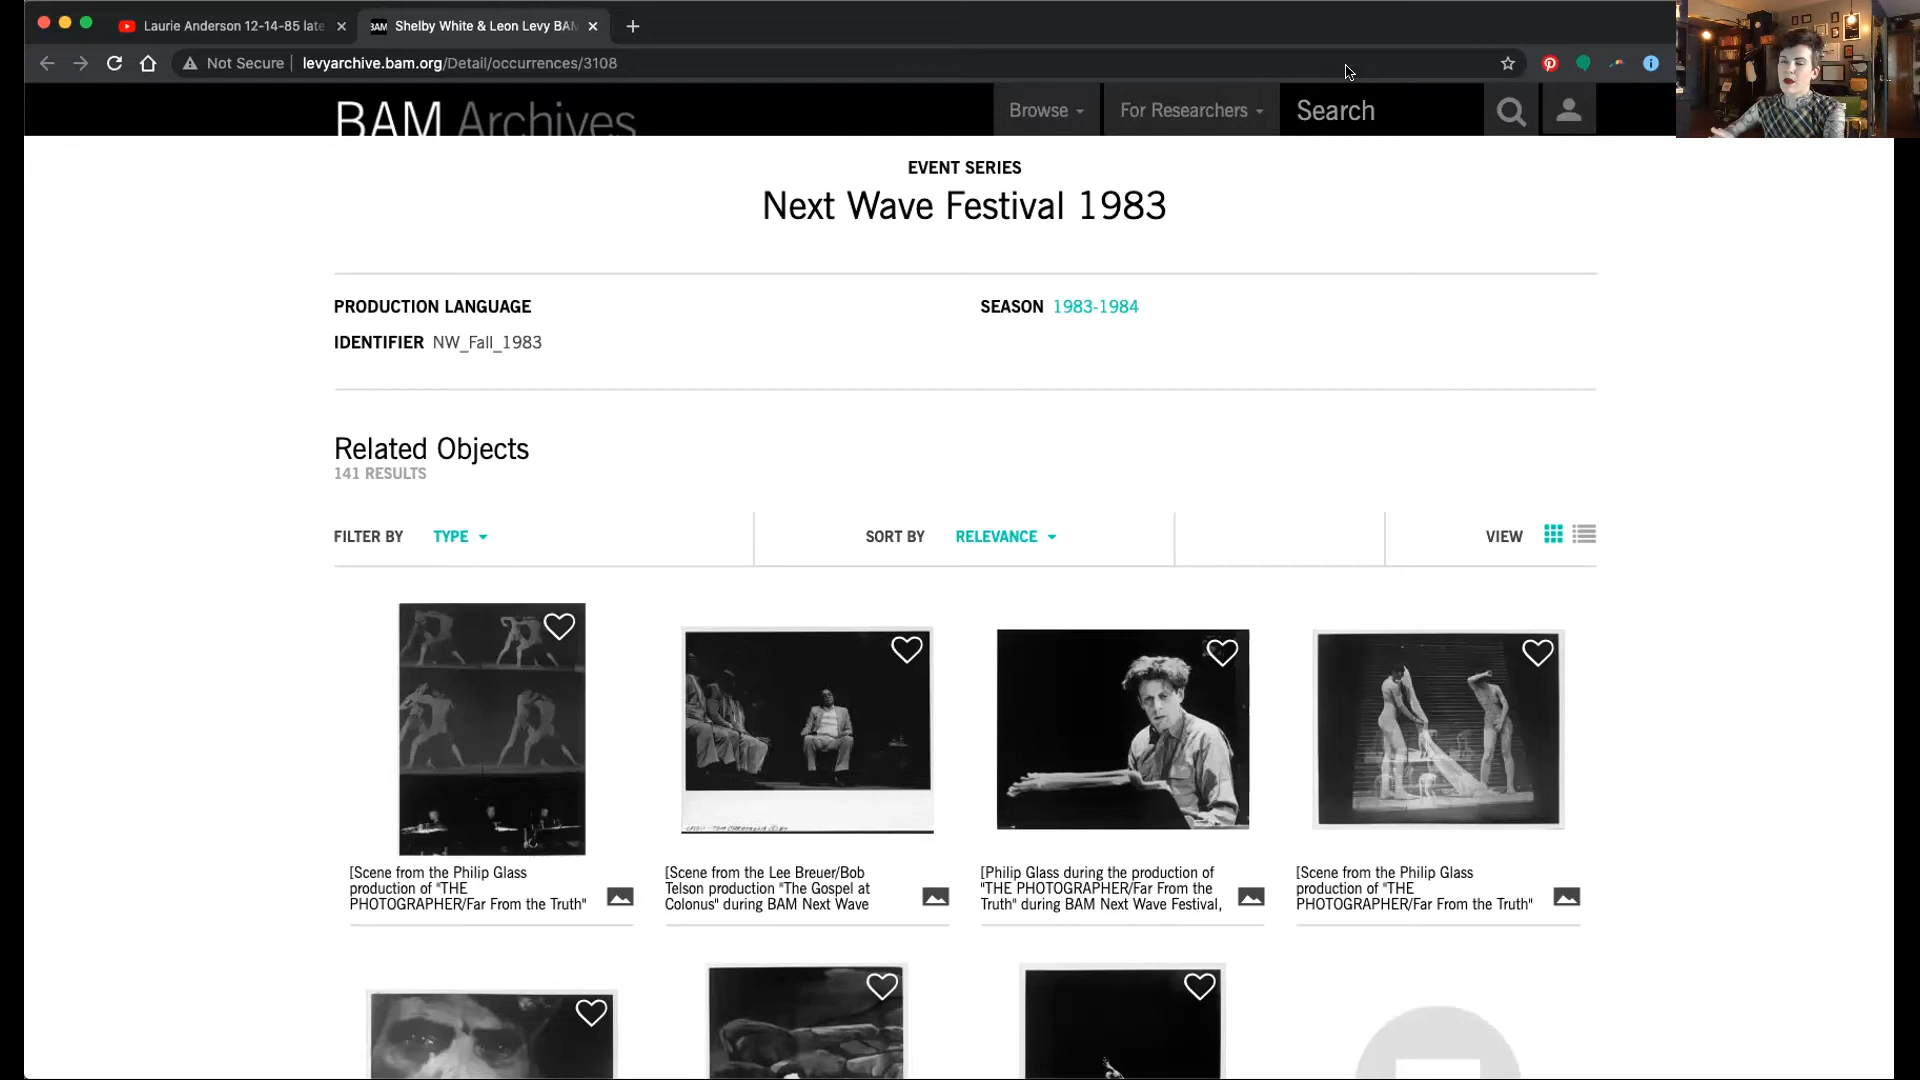 Laurie Anderson 12-14-85 late
BAM Shelby White & Leon Levy BAM
Not Secure | levyarchive.bam.org/Detail/occurrences/3108
BAM Archives
Browse
For Researchers
Search
EVENT SERIES
Next Wave Festival 1983
PRODUCTION LANGUAGE
SEASON 1983-1984
IDENTIFIER NW_Fall_1983
Related Objects
141 RESULTS
FILTER BY TYPE
SORT BY RELEVANCE
VIEW
[Scene from the Philip Glass
production of "THE
PHOTOGRAPHER/Far From the Truth"
[Scene from the Lee Breuer/Bob
Telson production "The Gospel at
Colonus" during BAM Next Wave
[Philip Glass during the production of
"THE PHOTOGRAPHER/Far From the
Truth" during BAM Next Wave Festival,
[Scene from the Philip Glass
production of "THE
PHOTOGRAPHER/Far From the Truth"